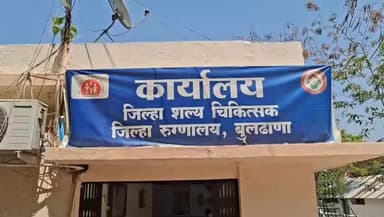 कार्यालय
जिल्हा शल्य चिकित्सक
जिल्हा रुग्णालय, बुलढाणा